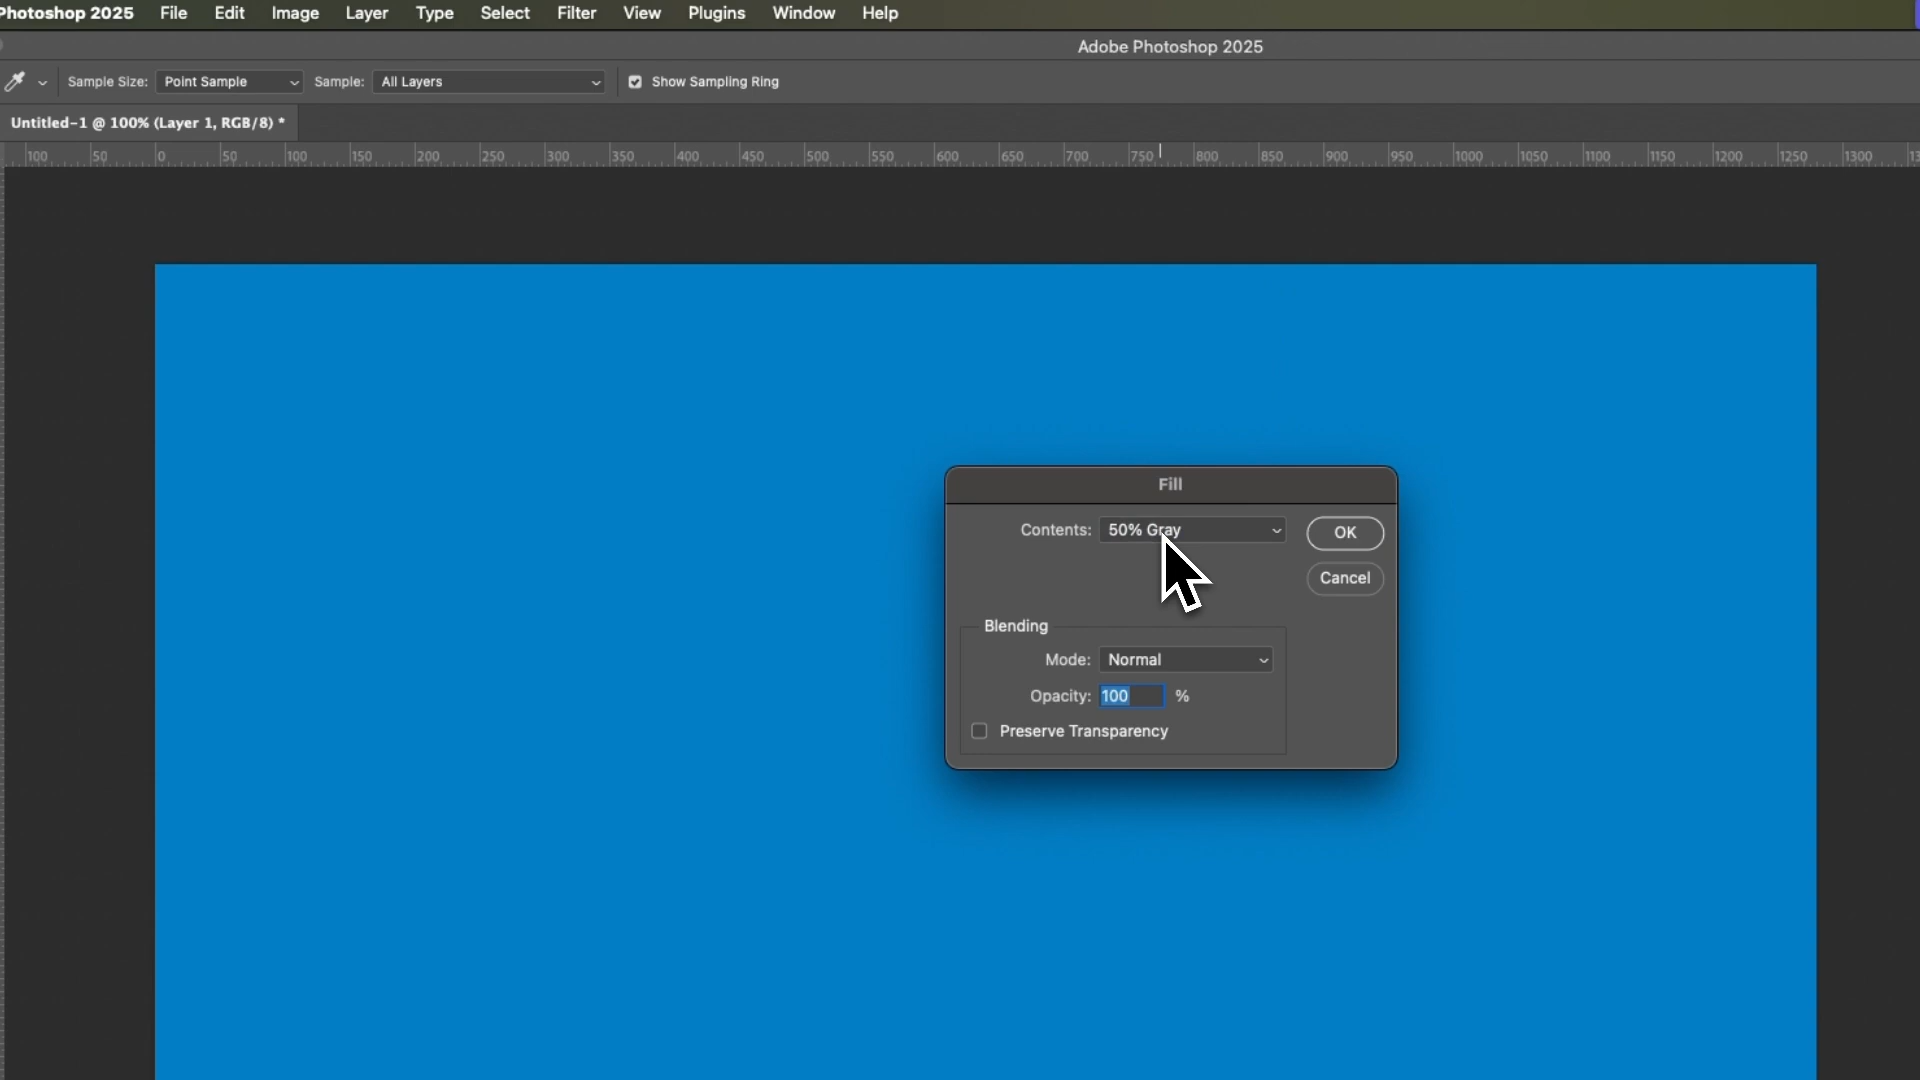 Photoshop 2025 File Edit Image Layer Type Select Filter View Plugins Window Help
Adobe Photoshop 2025
Sample Size: Point Sample Sample: All Layers Show Sampling Ring
Untitled-1 @ 100% (Layer 1, RGB/8) *
100 50 0 50 100 150 200 250 300 350 400 450 500 550 600 650 700 750 800 850 900 950 1000 1050 1100 1150 1200 1250 1300
Fill
Contents: 50% Gray OK
Cancel
Blending
Mode: Normal
Opacity: 100 %
Preserve Transparency